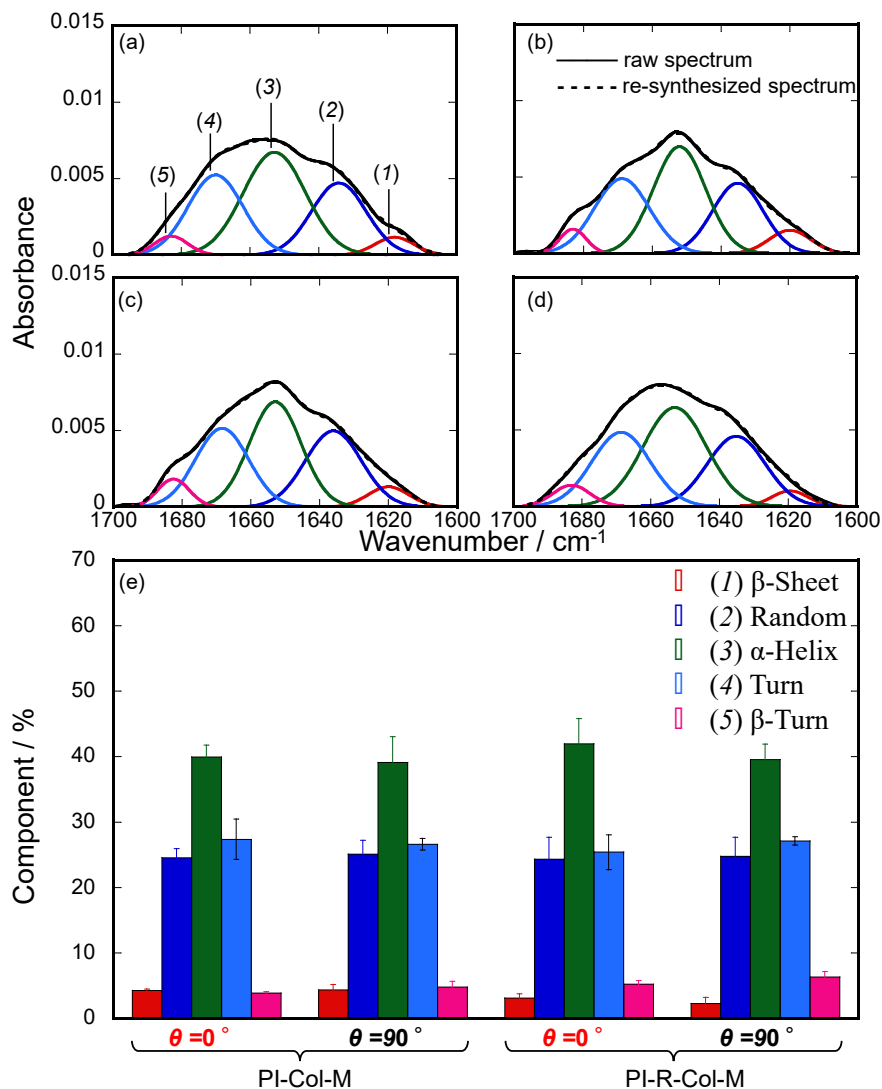 0.015
(a)
(b)
(3)
raw spectrum
re-synthesized spectrum
0.01
(4)
(2)
(5)
(1)
0.005
0
Absorbance
0.015
(c)
(d)
0.01
0.005
0
1700 1680 1660 1640 1620 1600
1700 1680 1660 1640 1620 1600
Wavenumber / cm⁻¹
(e)
70
(1) β-Sheet
60
(2) Random
(3) α-Helix
50
(4) Turn
(5) β-Turn
40
30
20
10
0
Component / %
θ =0 °
θ =90 °
θ =0 °
θ =90 °
PI-Col-M
PI-R-Col-M